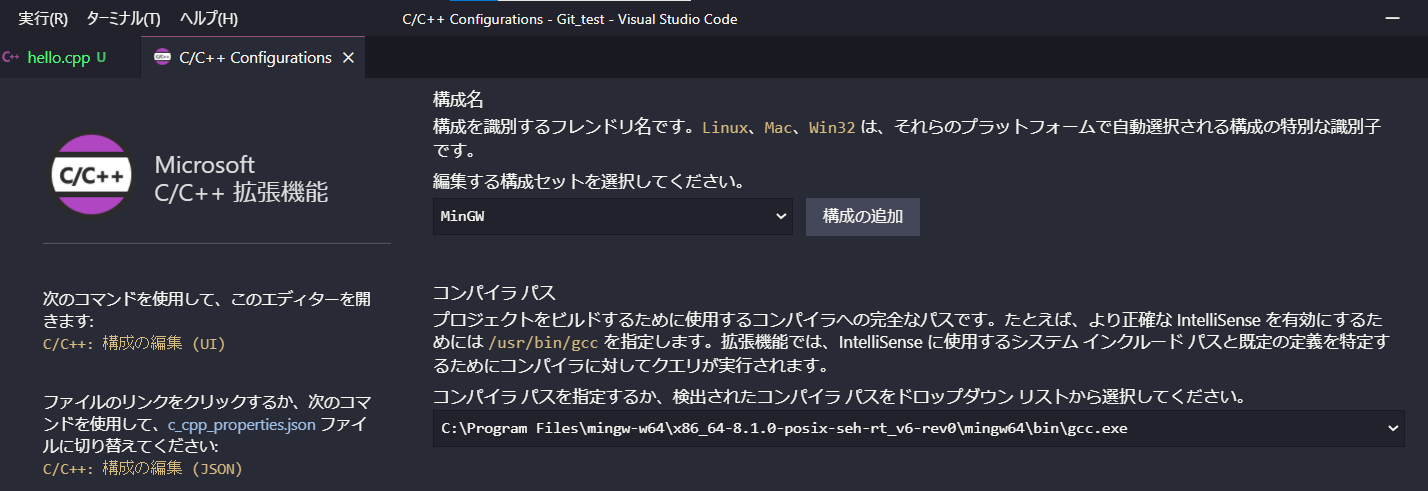 実行(R) ターミナル(T) ヘルプ(H) C/C++ Configurations - Git_test - Visual Studio Code
C++ hello.cpp U C/C++ C/C++ Configurations
C/C++
Microsoft
C/C++ 拡張機能
次のコマンドを使用して、このエディターを開
きます:
C/C++: 構成の編集 (UI)
ファイルのリンクをクリックするか、次のコマ
ンドを使用して、c_cpp_properties.json ファイ
ルに切り替えてください:
C/C++: 構成の編集 (JSON)
構成名
構成を識別するフレンドリ名です。Linux、Mac、Win32 は、それらのプラットフォームで自動選択される構成の特別な識別子
です。
編集する構成セットを選択してください。
MinGW 構成の追加
コンパイラ パス
プロジェクトをビルドするために使用するコンパイラへの完全なパスです。たとえば、より正確な IntelliSense を有効にするた
めには /usr/bin/gcc を指定します。拡張機能では、IntelliSense に使用するシステム インクルード パスと既定の定義を特定す
るためにコンパイラに対してクエリが実行されます。
コンパイラ パスを指定するか、検出されたコンパイラ パスをドロップダウン リストから選択してください。
C:\Program Files\mingw-w64\x86_64-8.1.0-posix-seh-rt_v6-rev0\mingw64\bin\gcc.exe